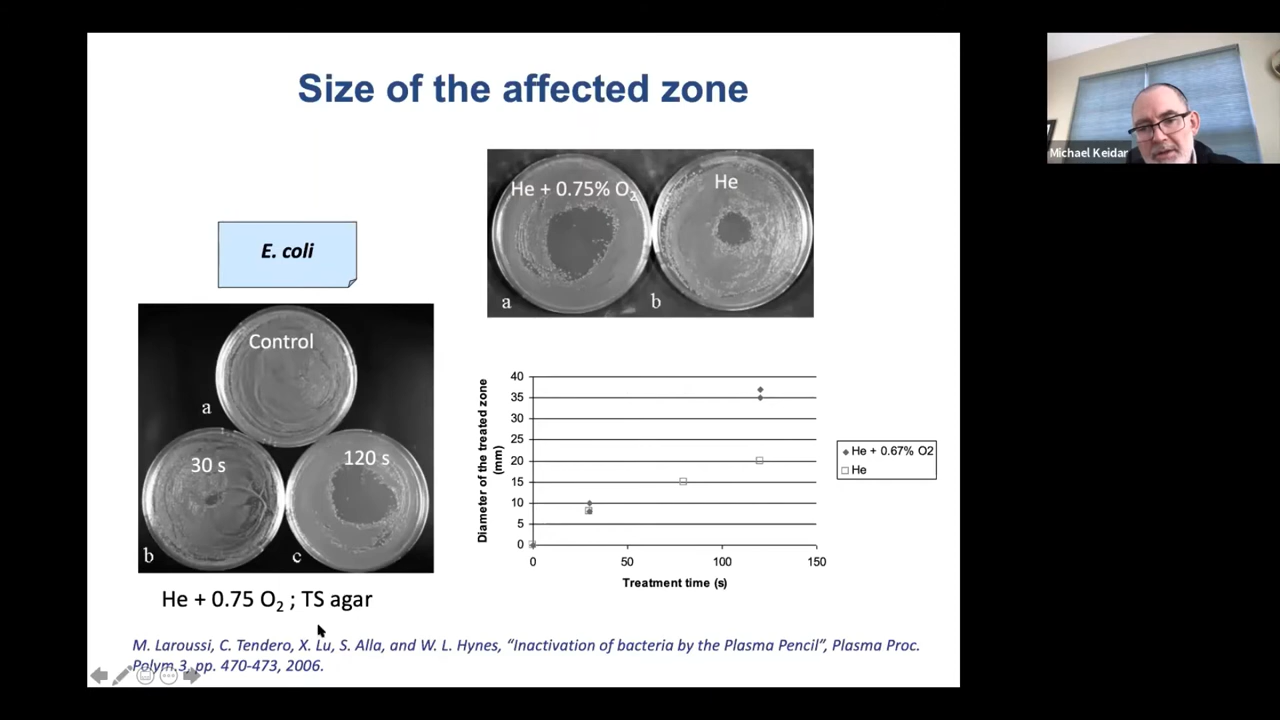 Size of the affected zone
Michael Keidar
He + 0.75% O2
He
a
b
E. coli
Control
a
30 s
120 s
b
c
He + 0.75 O2 ; TS agar
Diameter of the treated zone
(mm)
40
35
30
25
20
15
10
5
0
0
50
100
150
Treatment time (s)
He + 0.67% O2
He
M. Laroussi, C. Tendero, X. Lu, S. Alla, and W. L. Hynes, “Inactivation of bacteria by the Plasma Pencil”, Plasma Proc.
Polym.3, pp. 470-473, 2006.